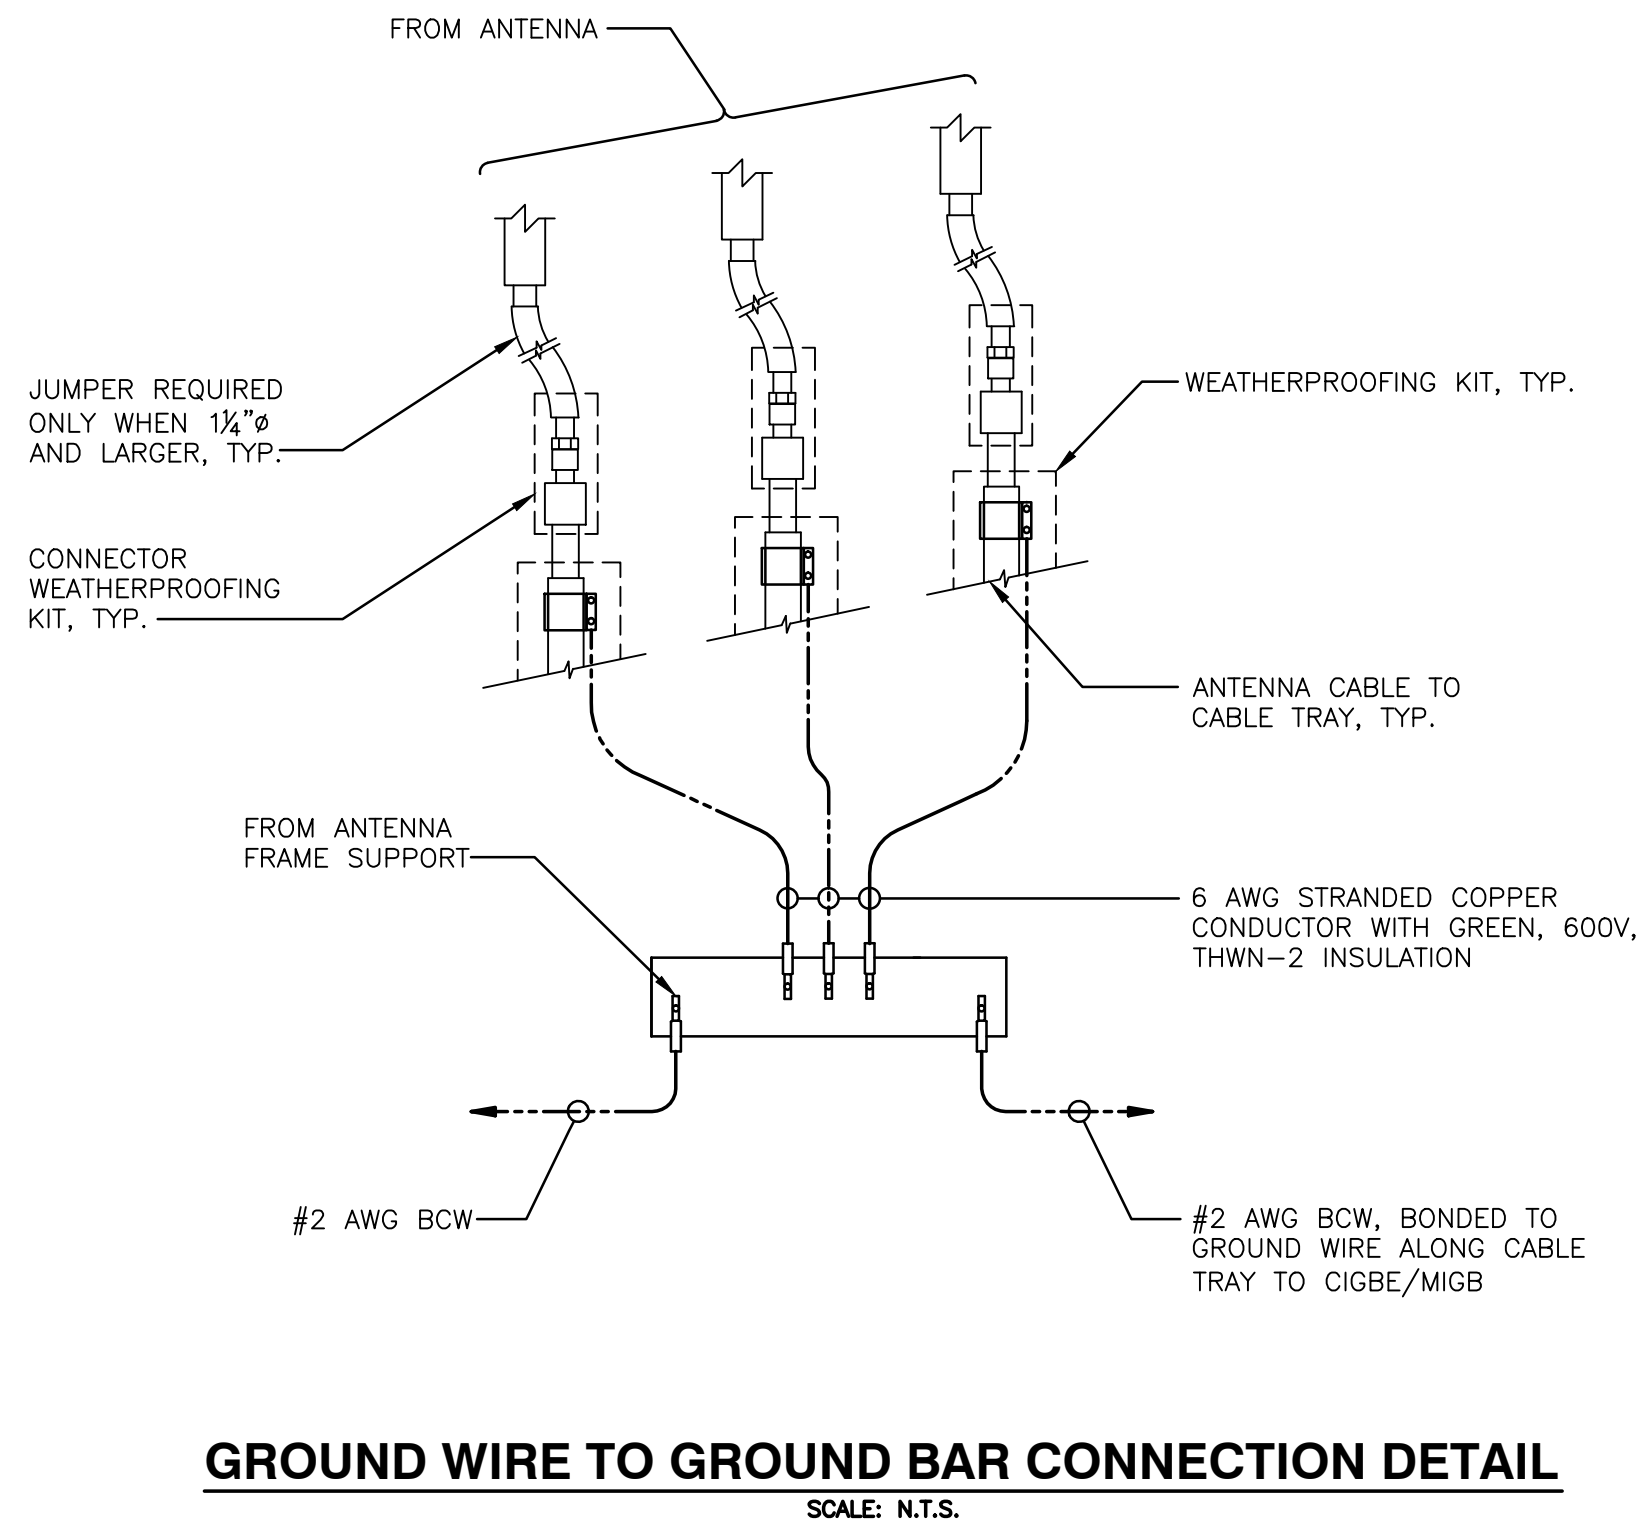 FROM ANTENNA
JUMPER REQUIRED
ONLY WHEN 1¼"ø
AND LARGER, TYP.
WEATHERPROOFING KIT, TYP.
CONNECTOR
WEATHERPROOFING
KIT, TYP.
ANTENNA CABLE TO
CABLE TRAY, TYP.
FROM ANTENNA
FRAME SUPPORT
6 AWG STRANDED COPPER
CONDUCTOR WITH GREEN, 600V,
THWN-2 INSULATION
#2 AWG BCW
#2 AWG BCW, BONDED TO
GROUND WIRE ALONG CABLE
TRAY TO CIGBE/MIGB
GROUND WIRE TO GROUND BAR CONNECTION DETAIL
SCALE: N.T.S.